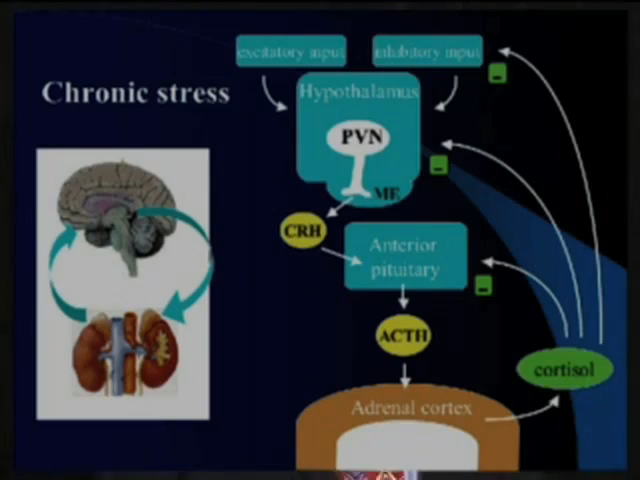 excitatory input
inhibitory input
Chronic stress
Hypothalamus
PVN
ME
CRH
Anterior
pituitary
ACTH
cortisol
Adrenal cortex